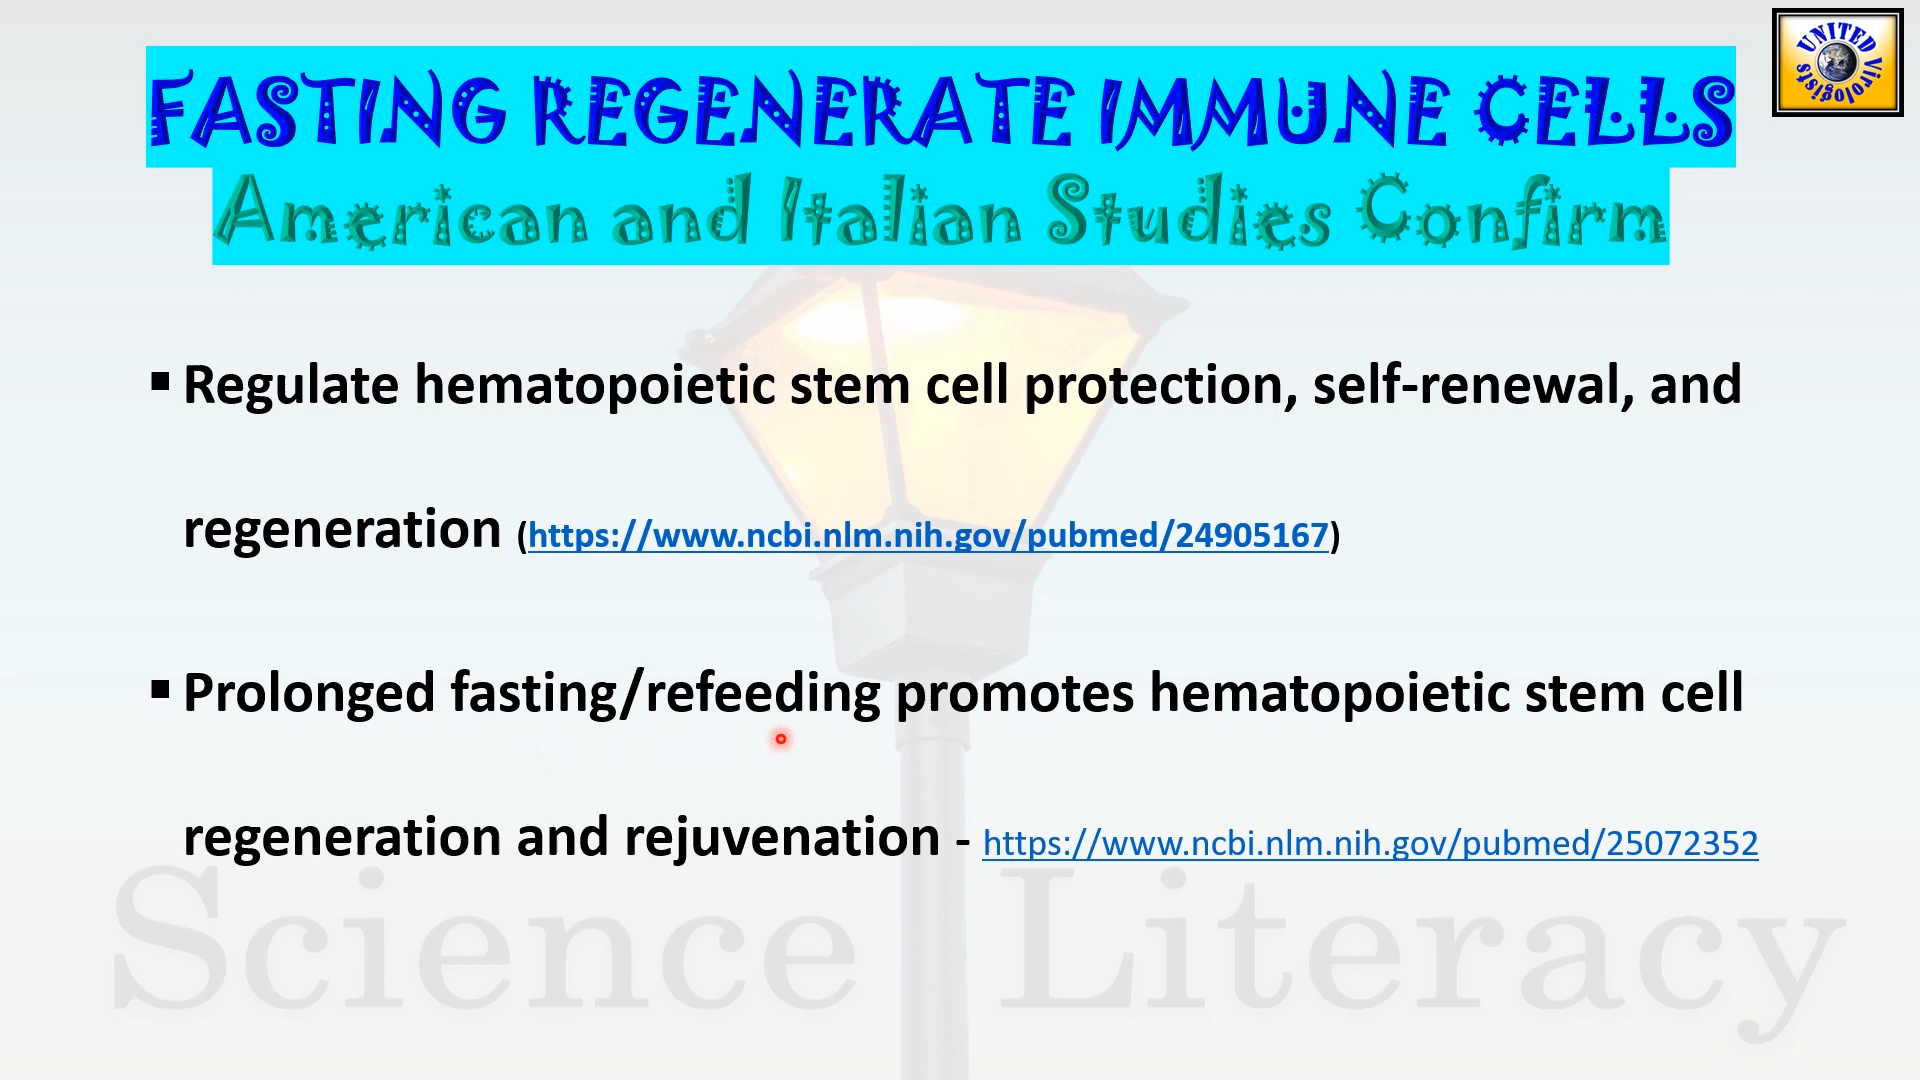 FASTING REGENERATE IMMUNE CELLS
American and Italian Studies Confirm
UNITED
Virologists
▪ Regulate hematopoietic stem cell protection, self-renewal, and
regeneration (https://www.ncbi.nlm.nih.gov/pubmed/24905167)
▪ Prolonged fasting/refeeding promotes hematopoietic stem cell
regeneration and rejuvenation - https://www.ncbi.nlm.nih.gov/pubmed/25072352
Science Literacy